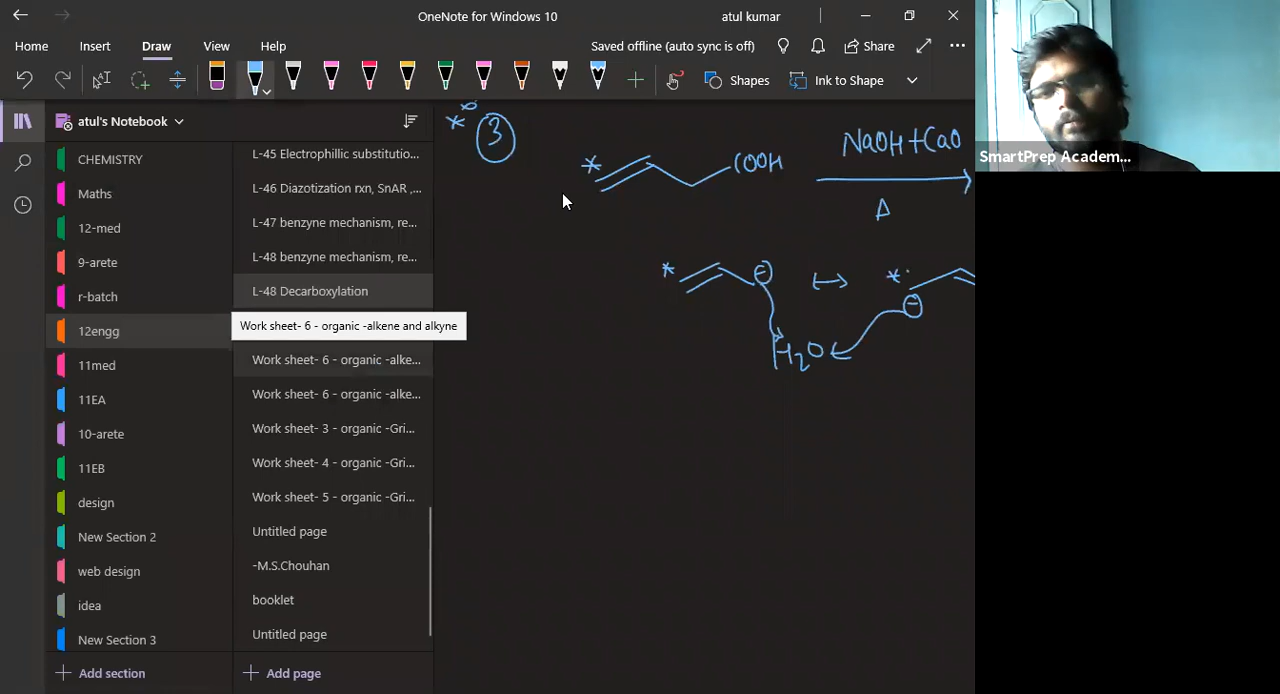 OneNote for Windows 10
atul kumar
Home
Insert
Draw
View
Help
Saved offline (auto sync is off)
Share
Shapes
Ink to Shape
atul's Notebook
CHEMISTRY
Maths
12-med
9-arete
r-batch
12engg
11med
11EA
10-arete
11EB
design
New Section 2
web design
idea
New Section 3
Add section
L-45 Electrophillic substitutio...
L-46 Diazotization rxn, SnAR ,...
L-47 benzyne mechanism, re...
L-48 benzyne mechanism, re...
L-48 Decarboxylation
Work sheet- 6 - organic -alkene and alkyne
Work sheet- 6 - organic -alke...
Work sheet- 6 - organic -alke...
Work sheet- 3 - organic -Gri...
Work sheet- 4 - organic -Gri...
Work sheet- 5 - organic -Gri...
Untitled page
-M.S.Chouhan
booklet
Untitled page
Add page
* 3
* COOH
NaOH+CaO
Δ
* ⊖ ↔ * ⊖
H2O
SmartPrep Academ...